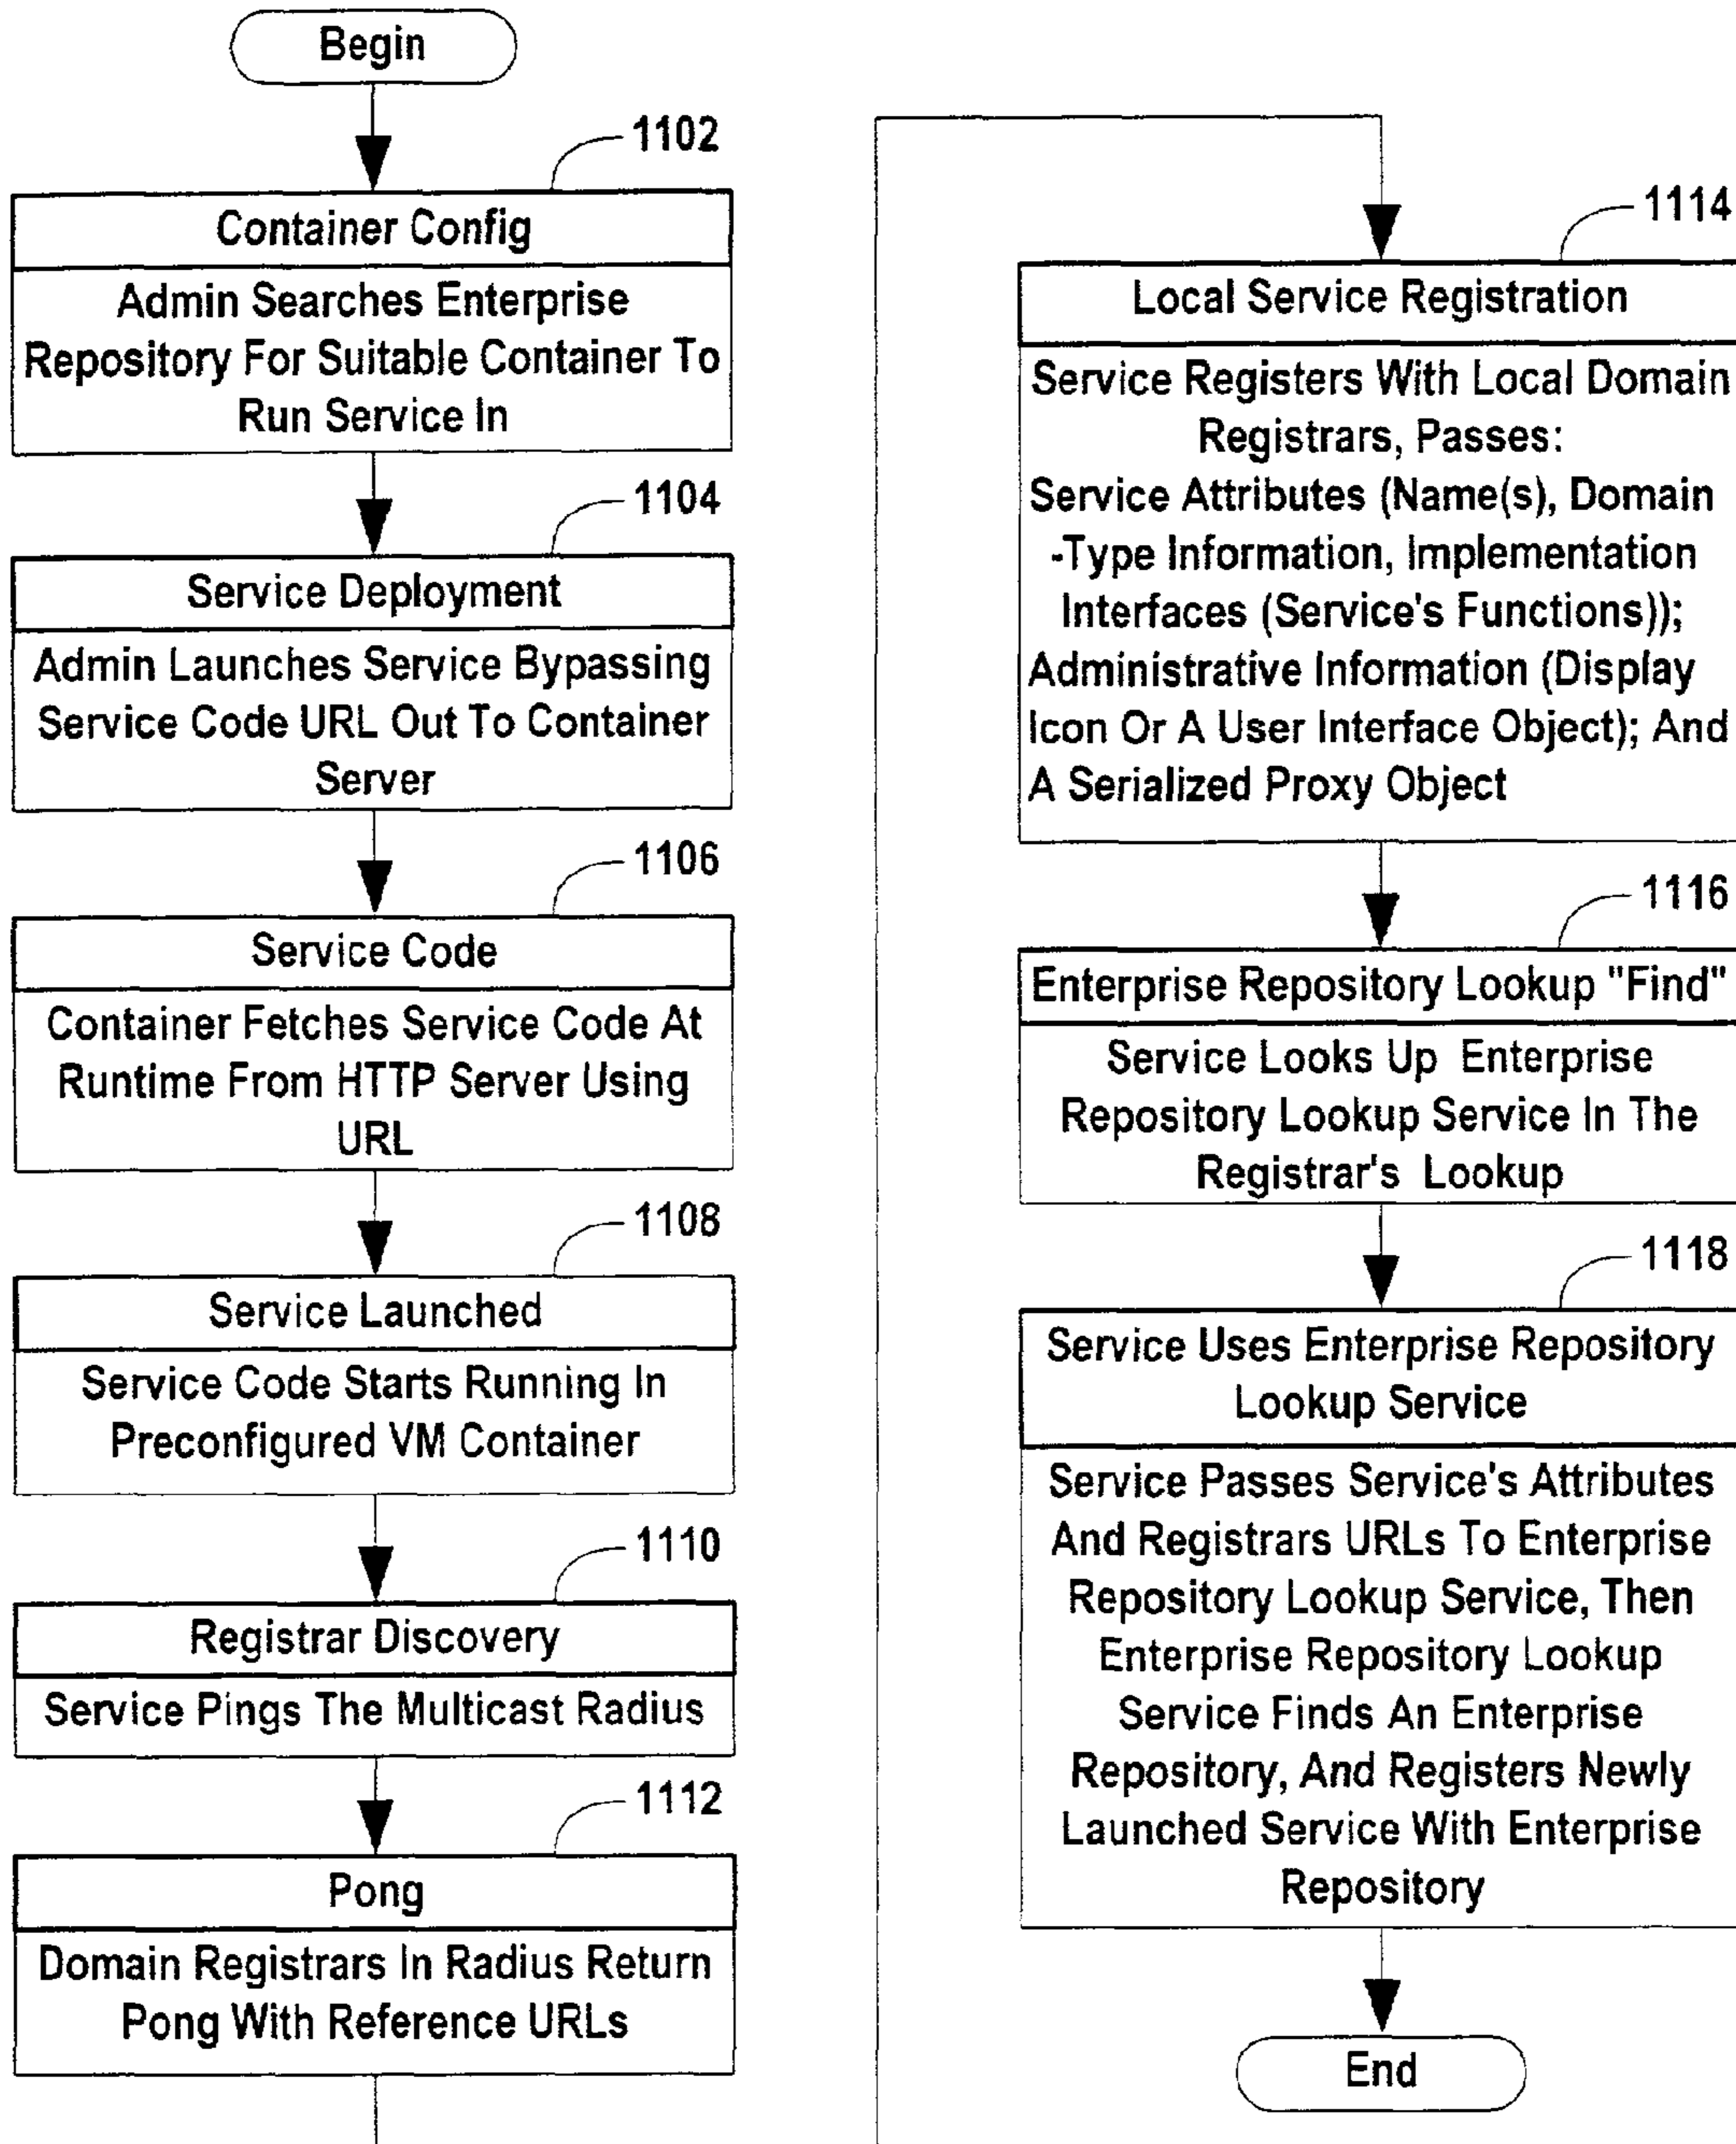 Begin
1102
Container Config
Admin Searches Enterprise
Repository For Suitable Container To
Run Service In
1104
Service Deployment
Admin Launches Service Bypassing
Service Code URL Out To Container
Server
1106
Service Code
Container Fetches Service Code At
Runtime From HTTP Server Using
URL
1108
Service Launched
Service Code Starts Running In
Preconfigured VM Container
1110
Registrar Discovery
Service Pings The Multicast Radius
1112
Pong
Domain Registrars In Radius Return
Pong With Reference URLs
1114
Local Service Registration
Service Registers With Local Domain
Registrars, Passes:
Service Attributes (Name(s), Domain
-Type Information, Implementation
Interfaces (Service's Functions));
Administrative Information (Display
Icon Or A User Interface Object); And
A Serialized Proxy Object
1116
Enterprise Repository Lookup "Find"
Service Looks Up Enterprise
Repository Lookup Service In The
Registrar's Lookup
1118
Service Uses Enterprise Repository
Lookup Service
Service Passes Service's Attributes
And Registrars URLs To Enterprise
Repository Lookup Service, Then
Enterprise Repository Lookup
Service Finds An Enterprise
Repository, And Registers Newly
Launched Service With Enterprise
Repository
End